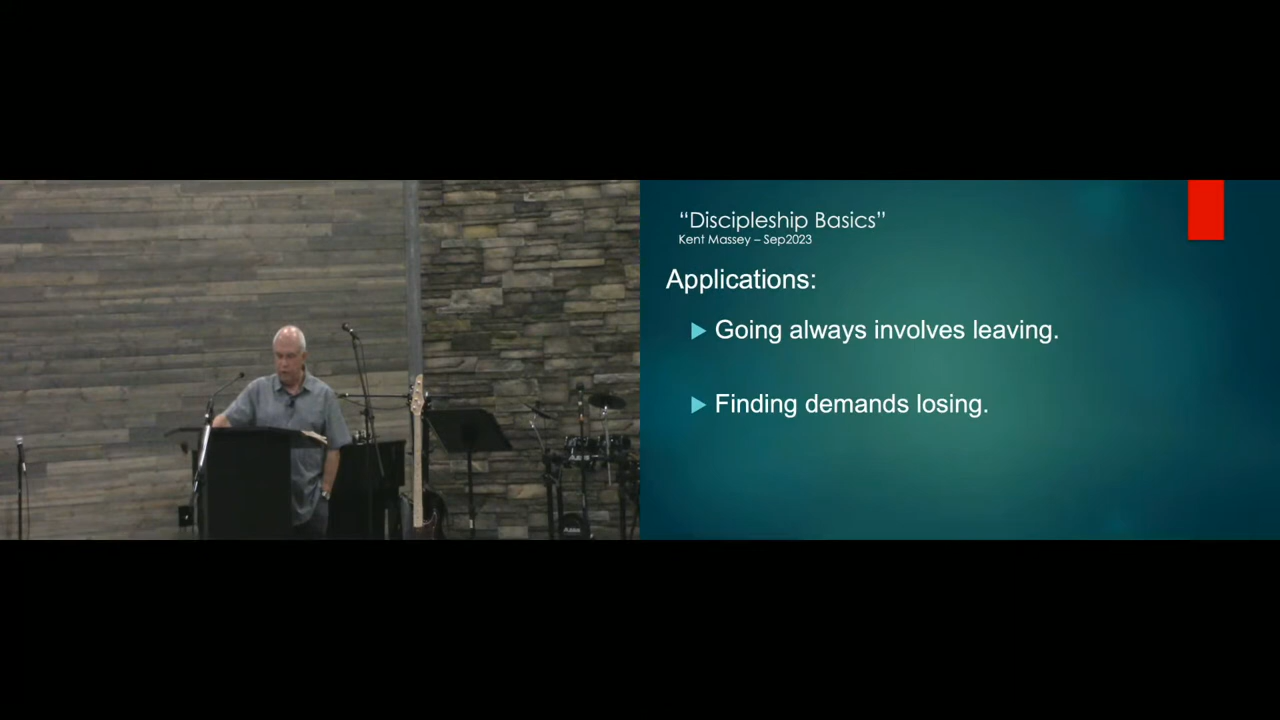 “Discipleship Basics”
Kent Massey – Sep2023
Applications:
Going always involves leaving.
Finding demands losing.